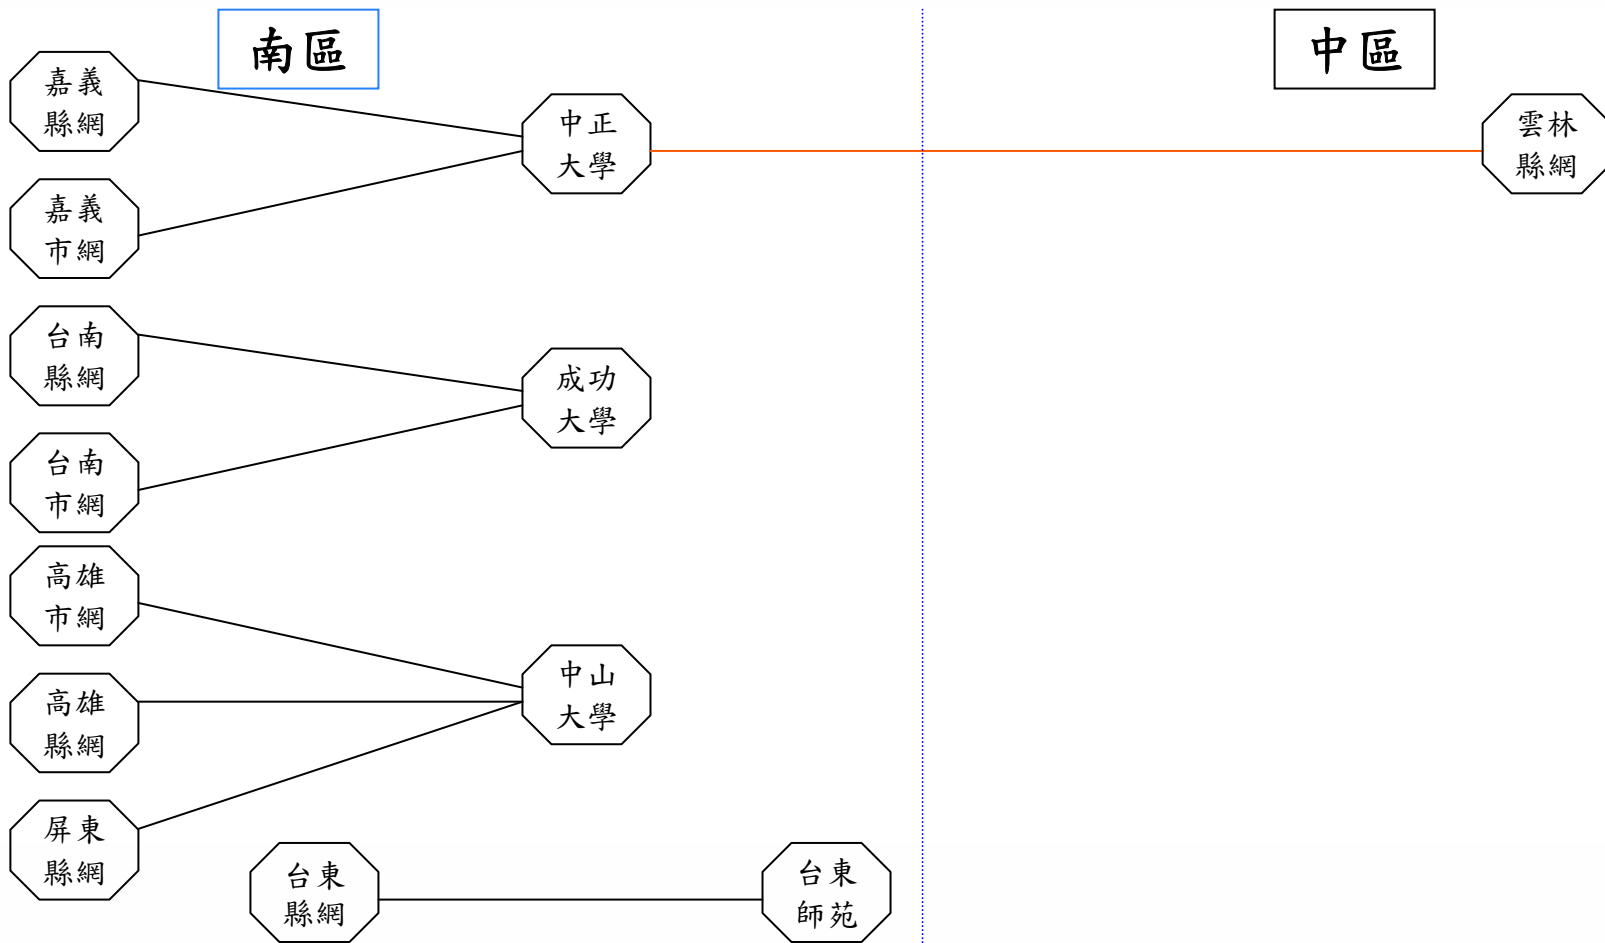 南區
中區
嘉義
縣網
中正
大學
雲林
縣網
嘉義
市網
台南
縣網
成功
大學
台南
市網
高雄
市網
中山
大學
高雄
縣網
屏東
縣網
台東
縣網
台東
師苑